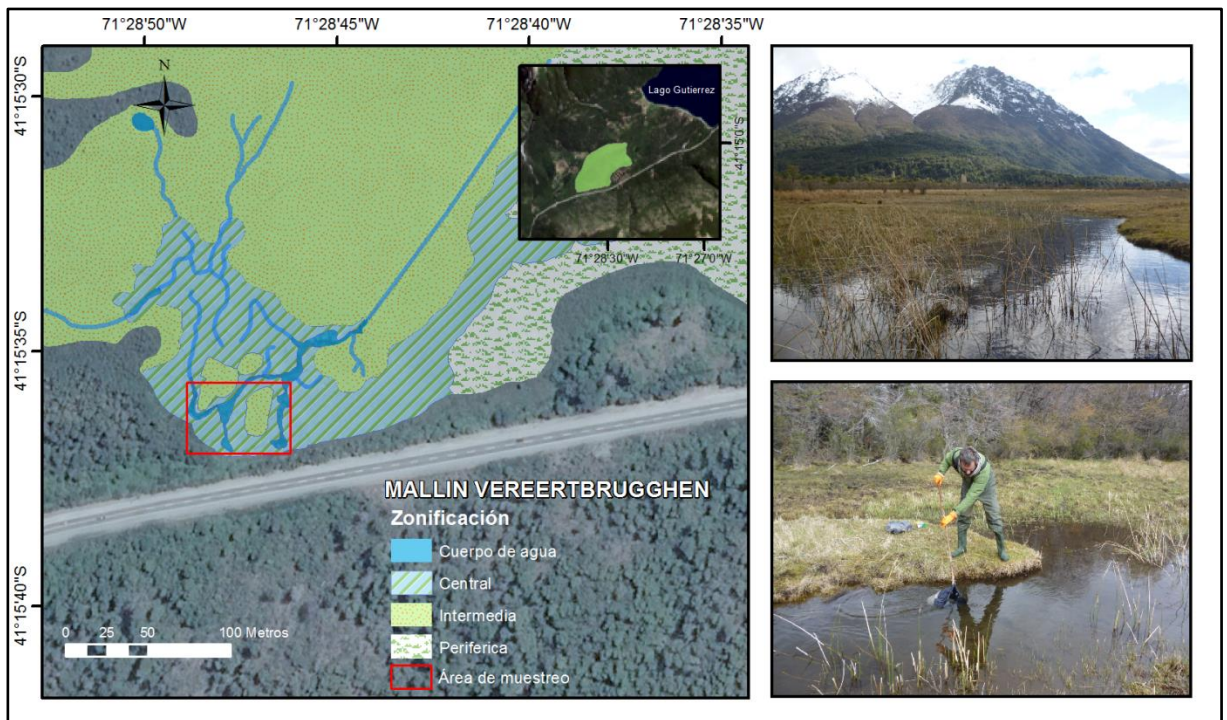 71°28'50"W
71°28'45"W
71°28'40"W
71°28'35"W
41°15'30"S
41°15'35"S
41°15'40"S
N
Lago Gutierrez
41°15'0"S
71°28'30"W
71°27'0"W
MALLIN VEREERTBRUGGHEN
Zonificación
Cuerpo de agua
Central
Intermedia
Periferica
Área de muestreo
0 25 50 100 Metros